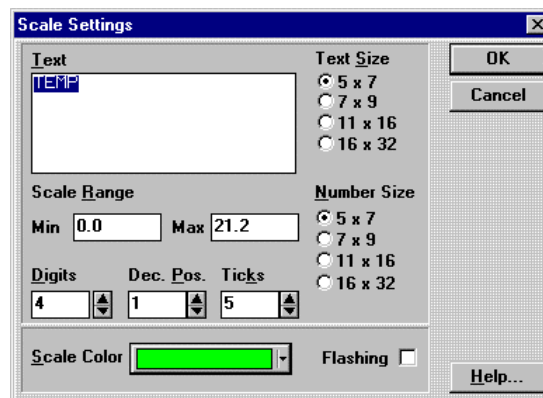 Scale Settings
Text
TEMP
Text Size
5 x 7
7 x 9
11 x 16
16 x 32
OK
Cancel
Scale Range
Min 0.0 Max 21.2
Number Size
5 x 7
7 x 9
11 x 16
16 x 32
Digits Dec. Pos. Ticks
4 1 5
Scale Color Flashing
Help...